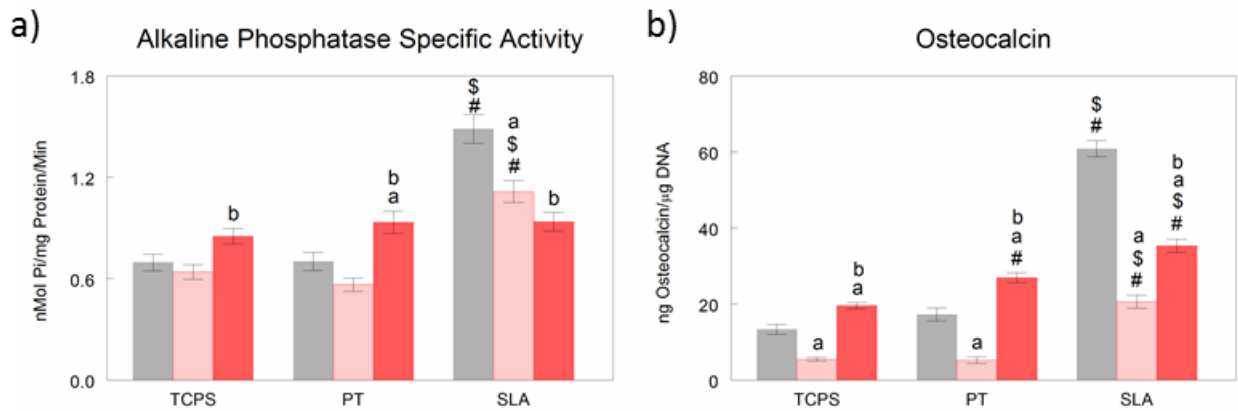 a)
Alkaline Phosphatase Specific Activity
nMol Pi/mg Protein/Min
1.8
1.2
0.6
0.0
b
b
a
$
#
a
$
#
b
TCPS
PT
SLA
b)
Osteocalcin
ng Osteocalcin/µg DNA
80
60
40
20
0
a
b
a
a
b
a
#
$
#
a
$
#
b
a
$
#
TCPS
PT
SLA